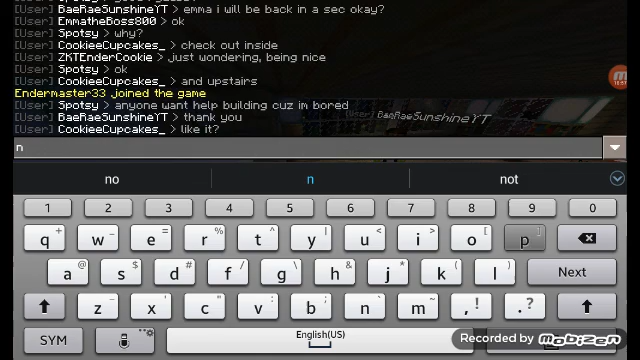 [User] BaeRaeSunshineYT > emma i will be back in a sec okay?
[User] EmmatheBoss800 > ok
[User] Spotsy > why?
[User] CookieeCupcakes_ > check out inside
[User] ZKTEnderCookie > just wondering, being nice
[User] Spotsy > ok
[User] CookieeCupcakes_ > and upstairs
Endermaster33 joined the game
[User] Spotsy > anyone want help building cuz im bored
[User] BaeRaeSunshineYT > thank you
[User] BaeRaeSunshineYT
[User] CookieeCupcakes_ > like it?
n
no n not
1 2 3 4 5 6 7 8 9 0
q + w _ e = r % t ^ y | u < i > o [ p ]
a @ s $ d # f / g \ h & j * k ( l ) Next
z x ' c " v : b ; n ~ m , ! . ?
SYM English(US)
Recorded by mobizen